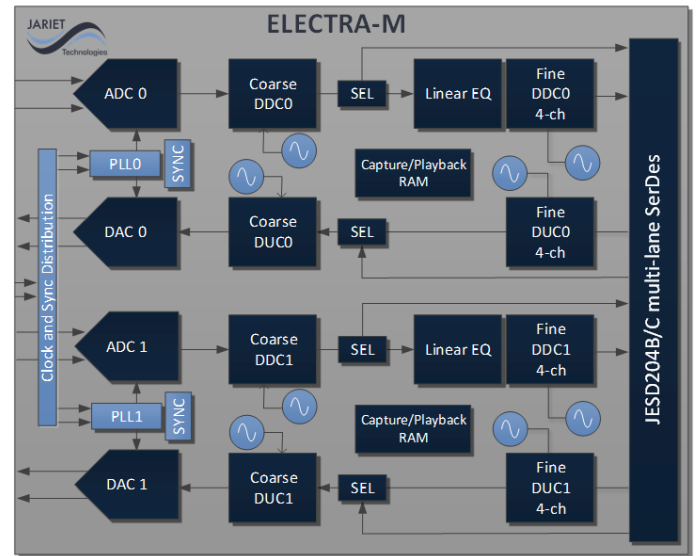 JARIET
Technologies
ELECTRA-M
ADC 0
Coarse
DDC0
SEL
Linear EQ
Fine
DDC0
4-ch
PLL0
SYNC
Capture/Playback
RAM
DAC 0
Coarse
DUC0
SEL
Fine
DUC0
4-ch
Clock and Sync Distribution
JESD204B/C multi-lane SerDes
ADC 1
Coarse
DDC1
SEL
Linear EQ
Fine
DDC1
4-ch
PLL1
SYNC
Capture/Playback
RAM
DAC 1
Coarse
DUC1
SEL
Fine
DUC1
4-ch